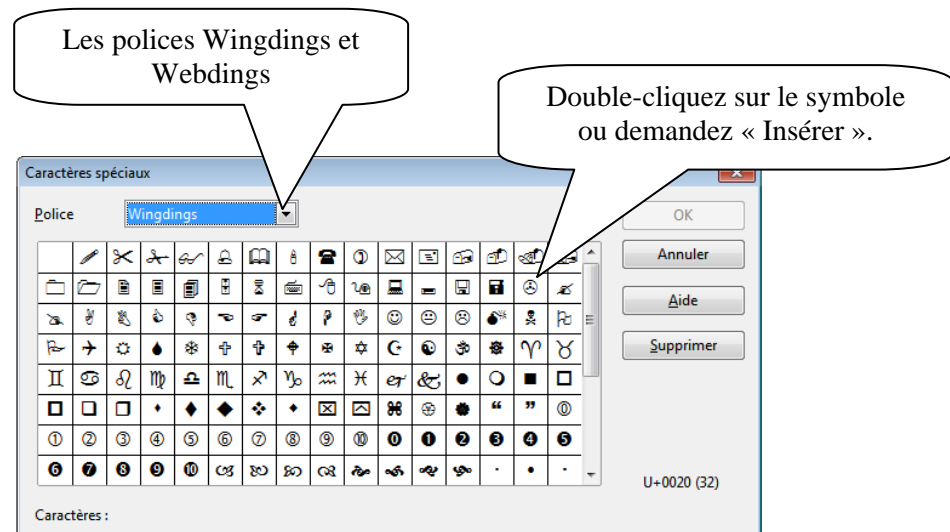 Les polices Wingdings et
Webdings
Double-cliquez sur le symbole
ou demandez « Insérer ».
Caractères spéciaux
Police
Wingdings
OK
Annuler
Aide
Supprimer
U+0020 (32)
Caractères :